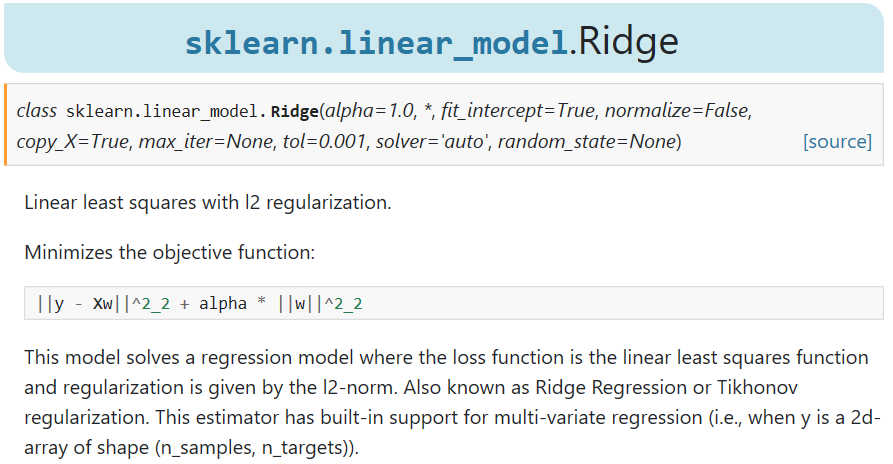 sklearn.linear_model.Ridge
class sklearn.linear_model.Ridge(alpha=1.0, *, fit_intercept=True, normalize=False,
copy_X=True, max_iter=None, tol=0.001, solver='auto', random_state=None) [source]
Linear least squares with l2 regularization.
Minimizes the objective function:
||y - Xw||^2_2 + alpha * ||w||^2_2
This model solves a regression model where the loss function is the linear least squares function
and regularization is given by the l2-norm. Also known as Ridge Regression or Tikhonov
regularization. This estimator has built-in support for multi-variate regression (i.e., when y is a 2d-
array of shape (n_samples, n_targets)).